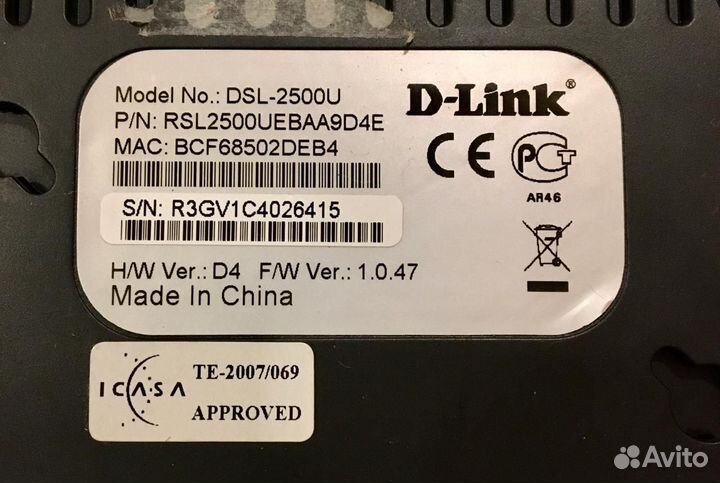 Model No.: DSL-2500U
P/N: RSL2500UEBAA9D4E
MAC: BCF68502DEB4
S/N: R3GV1C4026415
H/W Ver.: D4 F/W Ver.: 1.0.47
Made In China
D-Link®
CE PCT
AR46
ICASA
TE-2007/069
APPROVED
Avito